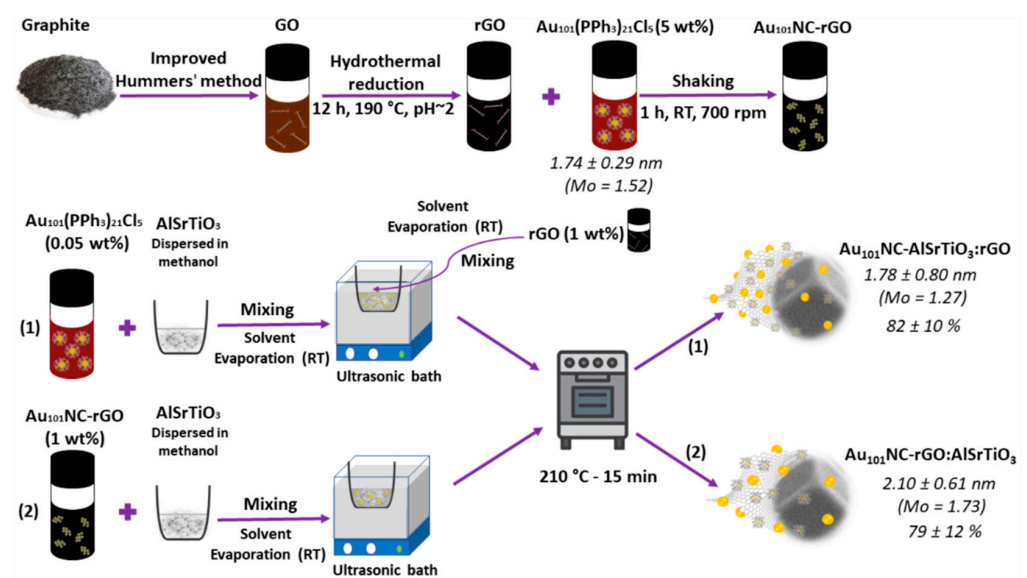 Graphite
GO
rGO
Au₁₀₁(PPh₃)₂₁Cl₅ (5 wt%)
Au₁₀₁NC-rGO
Improved
Hummers' method
Hydrothermal
reduction
12 h, 190 °C, pH~2
Shaking
1 h, RT, 700 rpm
1.74 ± 0.29 nm
(Mo = 1.52)
Au₁₀₁(PPh₃)₂₁Cl₅
(0.05 wt%)
AlSrTiO₃
Dispersed in
methanol
Solvent
Evaporation (RT)
rGO (1 wt%)
Mixing
(1)
Mixing
Solvent
Evaporation (RT)
Ultrasonic bath
(1)
Au₁₀₁NC-AlSrTiO₃:rGO
1.78 ± 0.80 nm
(Mo = 1.27)
82 ± 10 %
Au₁₀₁NC-rGO
(1 wt%)
AlSrTiO₃
Dispersed in
methanol
(2)
Mixing
Solvent
Evaporation (RT)
Ultrasonic bath
210 °C - 15 min
(2)
Au₁₀₁NC-rGO:AlSrTiO₃
2.10 ± 0.61 nm
(Mo = 1.73)
79 ± 12 %